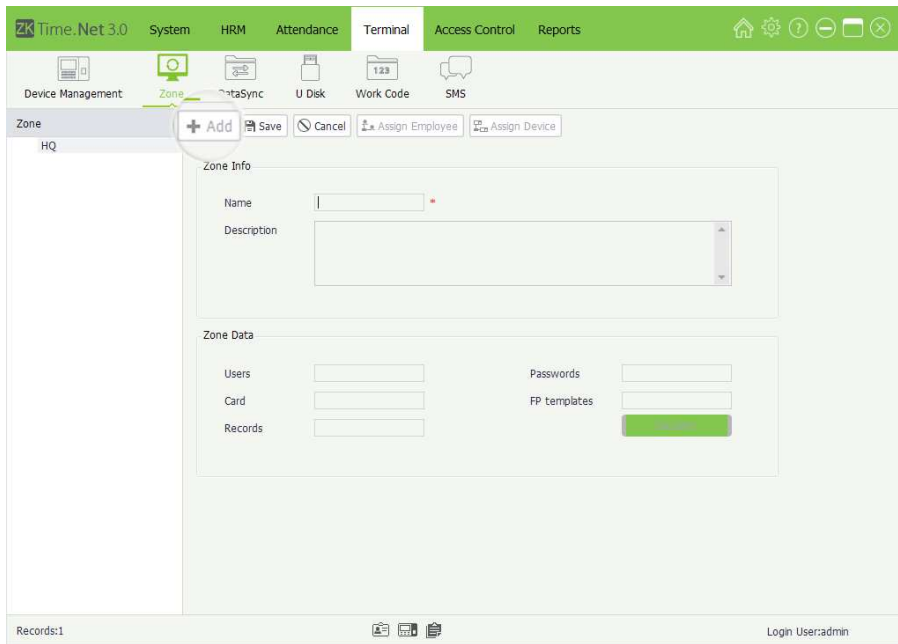 ZK Time.Net 3.0 System HRM Attendance Terminal Access Control Reports
123
Device Management Zone DataSync U Disk Work Code SMS
Zone
Add Save Cancel Assign Employee Assign Device
HQ
Zone Info
Name *
Description
Zone Data
Users Passwords
Card FP templates
Records
Records:1 Login User:admin